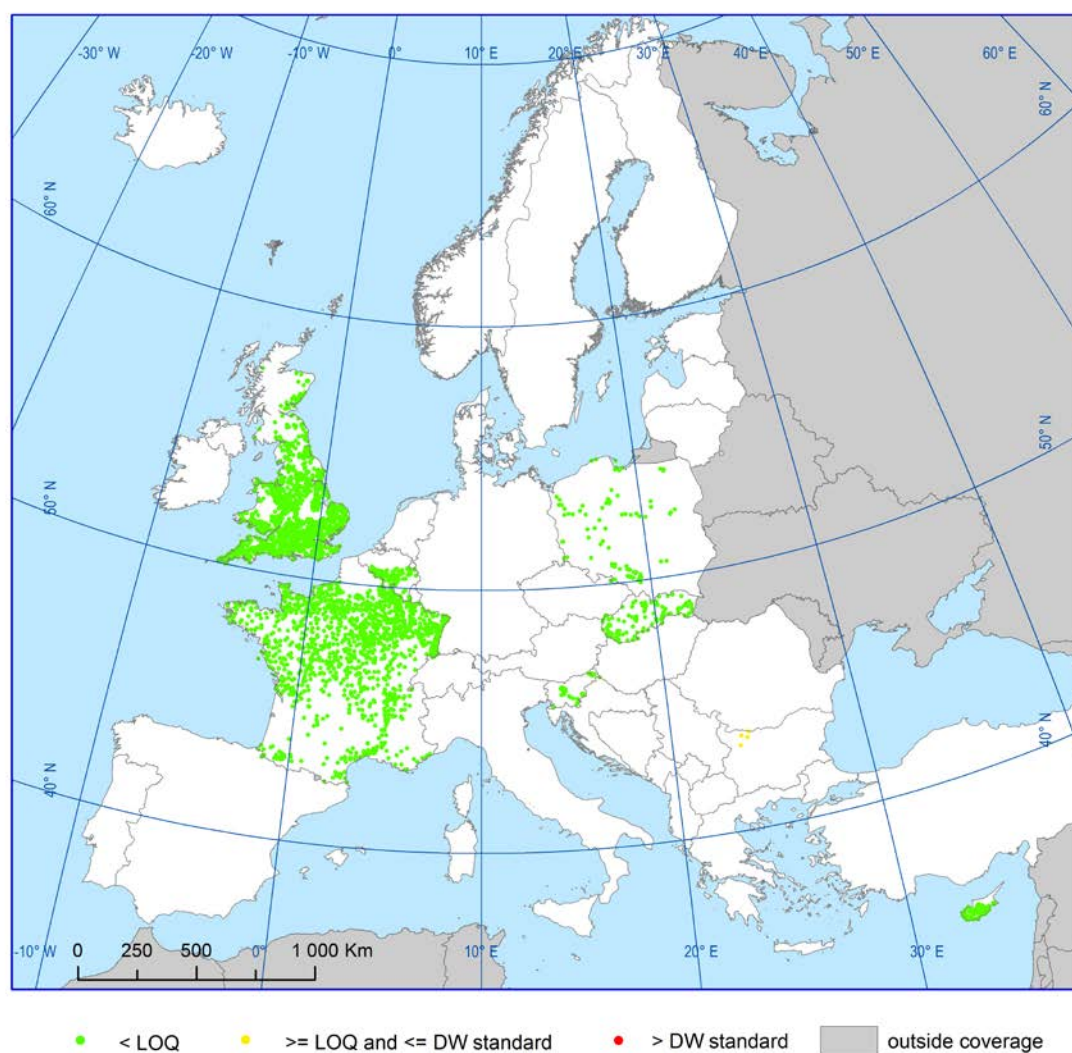 -30° W -20° W -10° W 0° 10° E 20° E 30° E 40° E 50° E 60° E
60° N
60° N
50° N
50° N
40° N
40° N
-10° W 0° 10° E 20° E 30° E
0 250 500 1 000 Km
< LOQ >= LOQ and <= DW standard > DW standard outside coverage